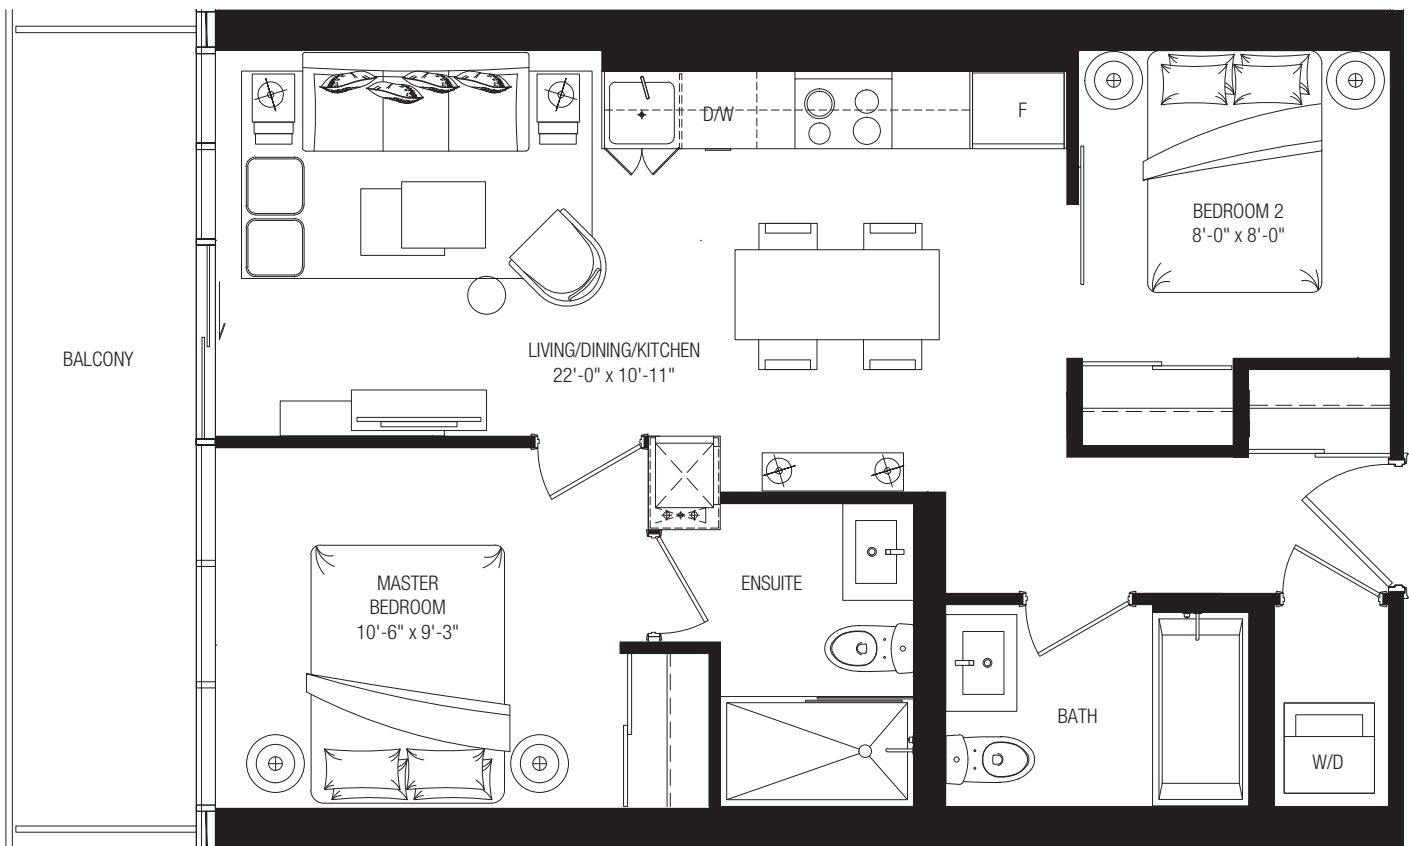 D/W
F
BEDROOM 2
8'-0" x 8'-0"
BALCONY
LIVING/DINING/KITCHEN
22'-0" x 10'-11"
MASTER
BEDROOM
10'-6" x 9'-3"
ENSUITE
BATH
W/D